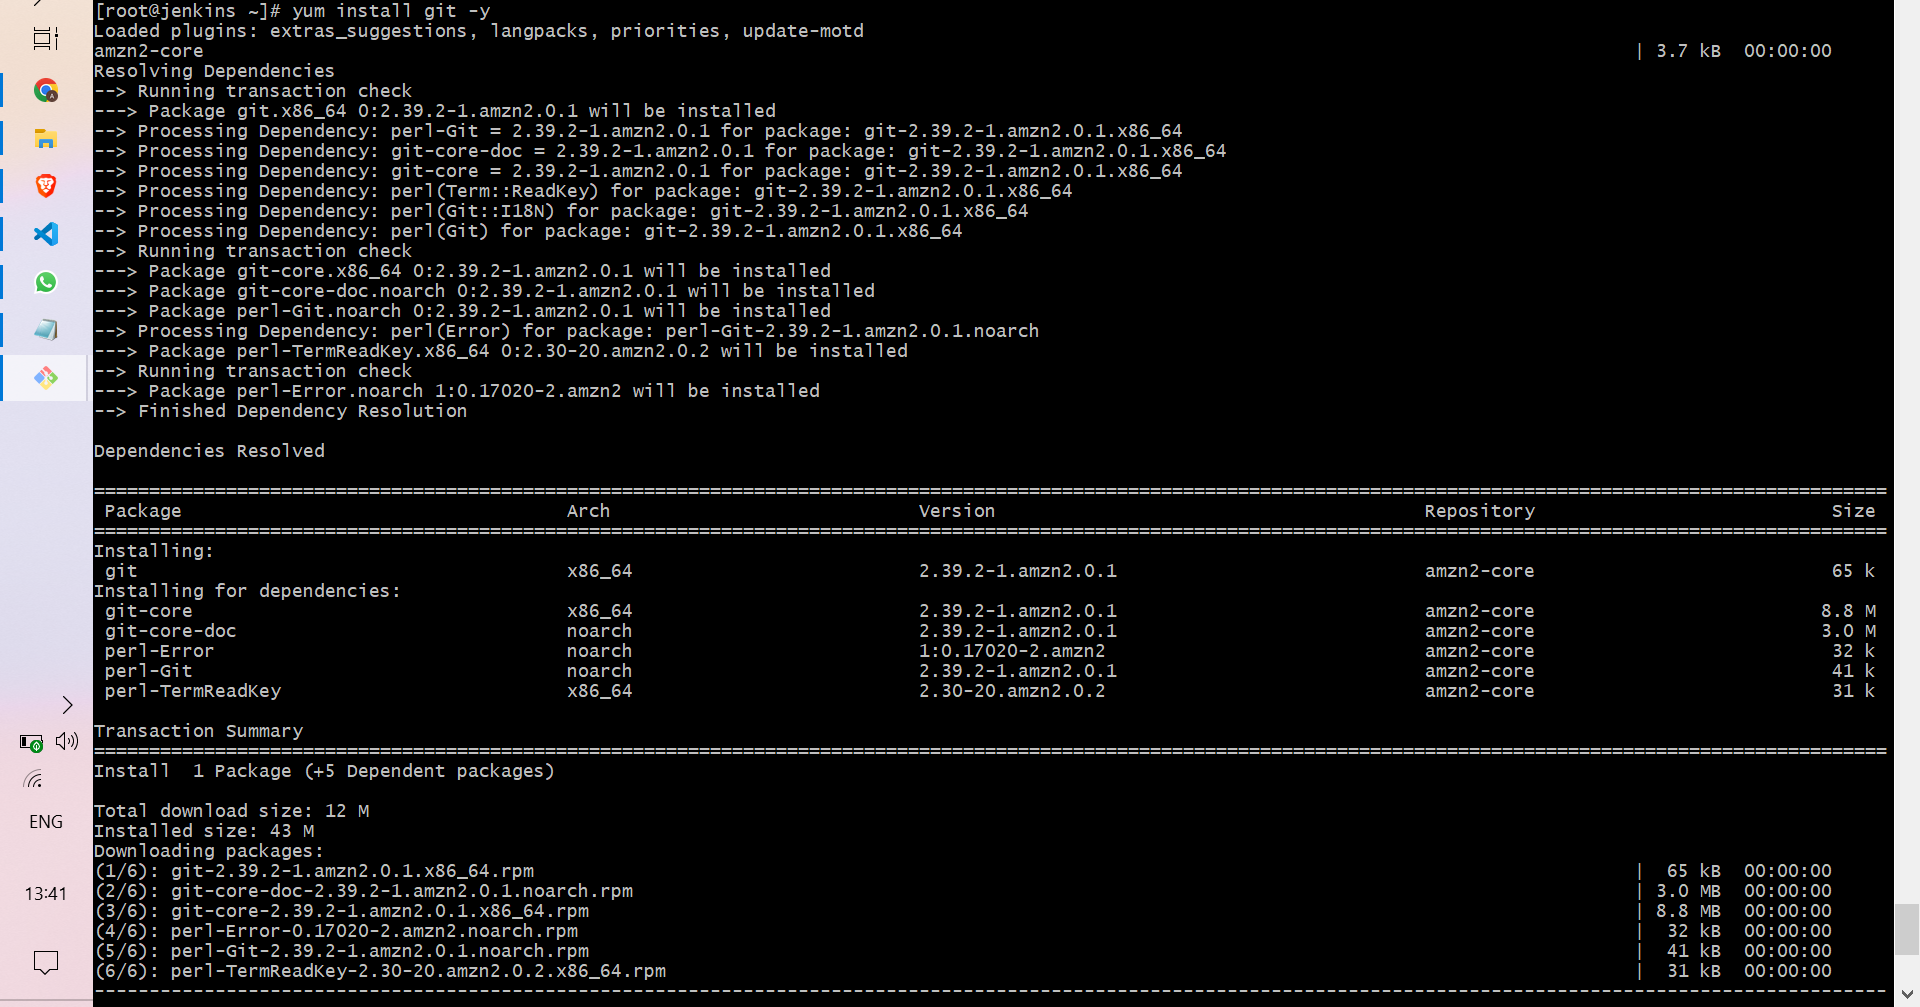 [root@jenkins ~]# yum install git -y
Loaded plugins: extras_suggestions, langpacks, priorities, update-motd
amzn2-core | 3.7 kB 00:00:00
Resolving Dependencies
--> Running transaction check
---> Package git.x86_64 0:2.39.2-1.amzn2.0.1 will be installed
--> Processing Dependency: perl-Git = 2.39.2-1.amzn2.0.1 for package: git-2.39.2-1.amzn2.0.1.x86_64
--> Processing Dependency: git-core-doc = 2.39.2-1.amzn2.0.1 for package: git-2.39.2-1.amzn2.0.1.x86_64
--> Processing Dependency: git-core = 2.39.2-1.amzn2.0.1 for package: git-2.39.2-1.amzn2.0.1.x86_64
--> Processing Dependency: perl(Term::ReadKey) for package: git-2.39.2-1.amzn2.0.1.x86_64
--> Processing Dependency: perl(Git::I18N) for package: git-2.39.2-1.amzn2.0.1.x86_64
--> Processing Dependency: perl(Git) for package: git-2.39.2-1.amzn2.0.1.x86_64
--> Running transaction check
---> Package git-core.x86_64 0:2.39.2-1.amzn2.0.1 will be installed
---> Package git-core-doc.noarch 0:2.39.2-1.amzn2.0.1 will be installed
---> Package perl-Git.noarch 0:2.39.2-1.amzn2.0.1 will be installed
--> Processing Dependency: perl(Error) for package: perl-Git-2.39.2-1.amzn2.0.1.noarch
---> Package perl-TermReadKey.x86_64 0:2.30-20.amzn2.0.2 will be installed
--> Running transaction check
---> Package perl-Error.noarch 1:0.17020-2.amzn2 will be installed
--> Finished Dependency Resolution
Dependencies Resolved
Package Arch Version Repository Size
Installing:
git x86_64 2.39.2-1.amzn2.0.1 amzn2-core 65 k
Installing for dependencies:
git-core x86_64 2.39.2-1.amzn2.0.1 amzn2-core 8.8 M
git-core-doc noarch 2.39.2-1.amzn2.0.1 amzn2-core 3.0 M
perl-Error noarch 1:0.17020-2.amzn2 amzn2-core 32 k
perl-Git noarch 2.39.2-1.amzn2.0.1 amzn2-core 41 k
perl-TermReadKey x86_64 2.30-20.amzn2.0.2 amzn2-core 31 k
Transaction Summary
Install 1 Package (+5 Dependent packages)
Total download size: 12 M
Installed size: 43 M
Downloading packages:
(1/6): git-2.39.2-1.amzn2.0.1.x86_64.rpm | 65 kB 00:00:00
(2/6): git-core-doc-2.39.2-1.amzn2.0.1.noarch.rpm | 3.0 MB 00:00:00
(3/6): git-core-2.39.2-1.amzn2.0.1.x86_64.rpm | 8.8 MB 00:00:00
(4/6): perl-Error-0.17020-2.amzn2.noarch.rpm | 32 kB 00:00:00
(5/6): perl-Git-2.39.2-1.amzn2.0.1.noarch.rpm | 41 kB 00:00:00
(6/6): perl-TermReadKey-2.30-20.amzn2.0.2.x86_64.rpm | 31 kB 00:00:00
ENG
13:41